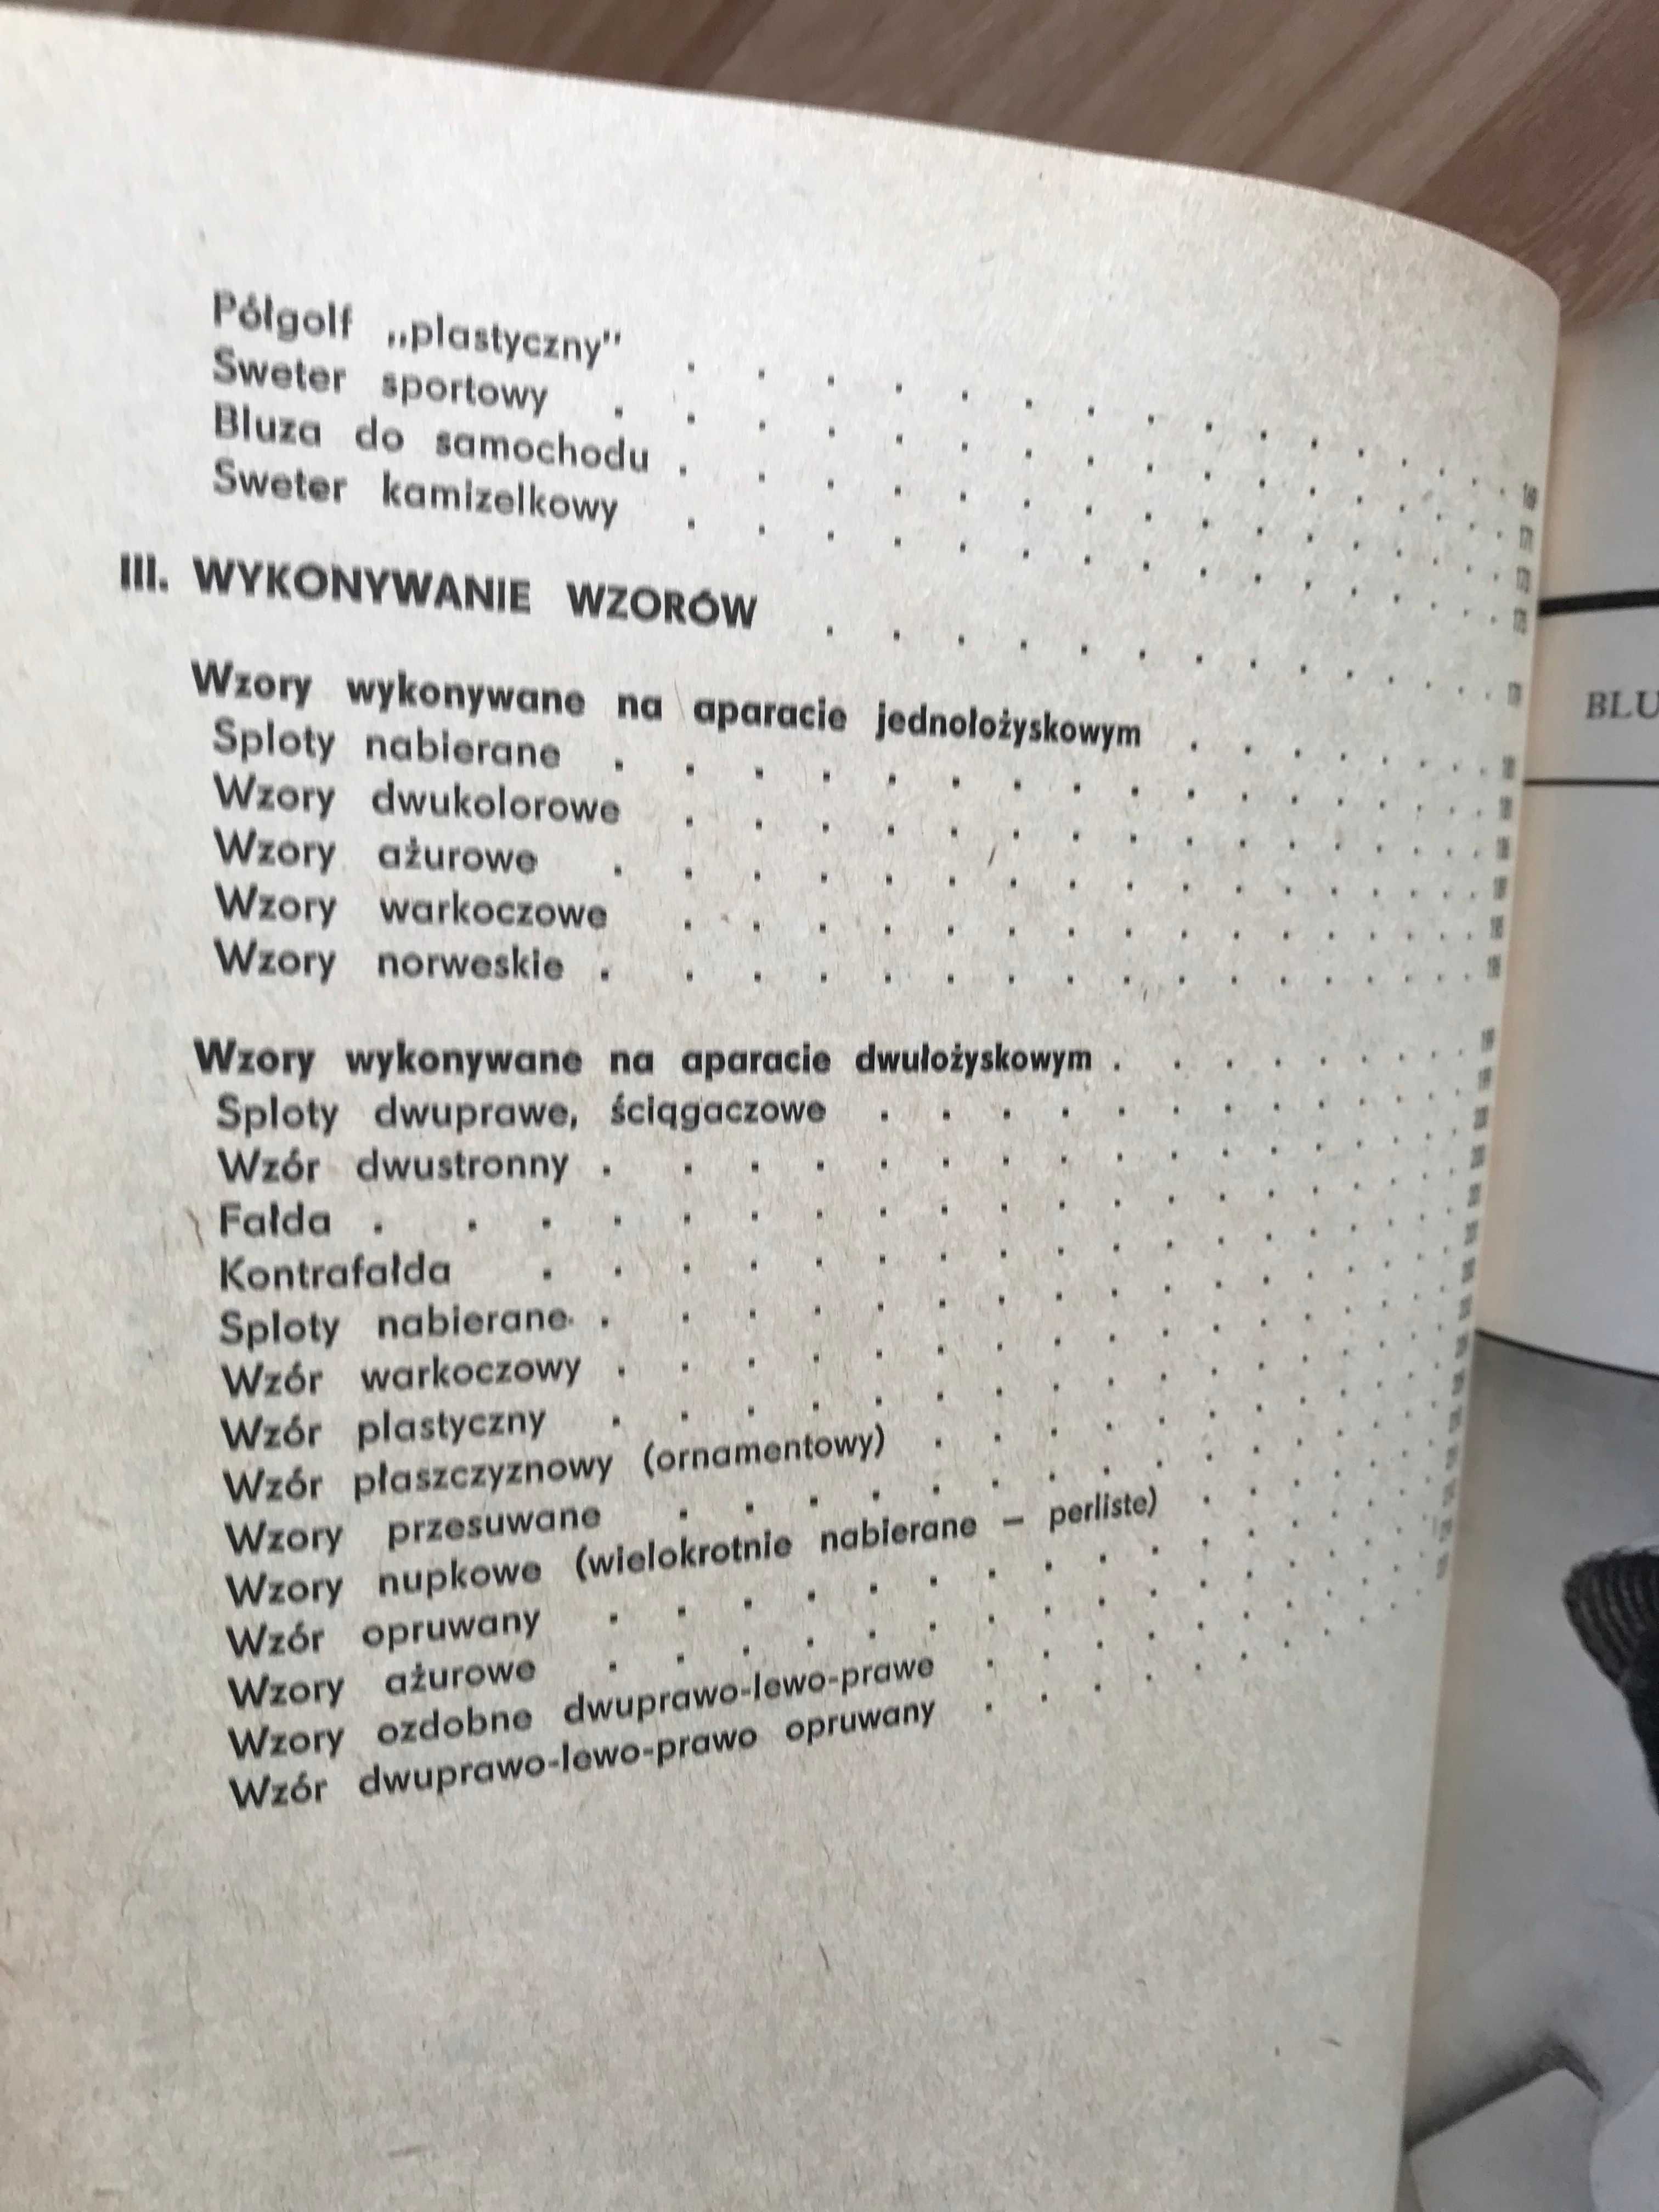 Półgolf „plastyczny"
Sweter sportowy
Bluza do samochodu
Sweter kamizelkowy
III. WYKONYWANIE WZORÓW
Wzory wykonywane na aparacie jednołożyskowym
Sploty nabierane
Wzory dwukolorowe
Wzory ażurowe
Wzory warkoczowe
Wzory norweskie
Wzory wykonywane na aparacie dwułożyskowym
Sploty dwuprawe, ściągaczowe
Wzór dwustronny
Fałda
Kontrafałda
Sploty nabierane
Wzór warkoczowy
Wzór plastyczny
Wzór płaszczyznowy (ornamentowy)
Wzory przesuwane
Wzory nupkowe (wielokrotnie nabierane – perliste)
Wzór opruwany
Wzory ażurowe
Wzory ozdobne dwuprawo-lewo-prawe
Wzór dwuprawo-lewo-prawo opruwany
BLU